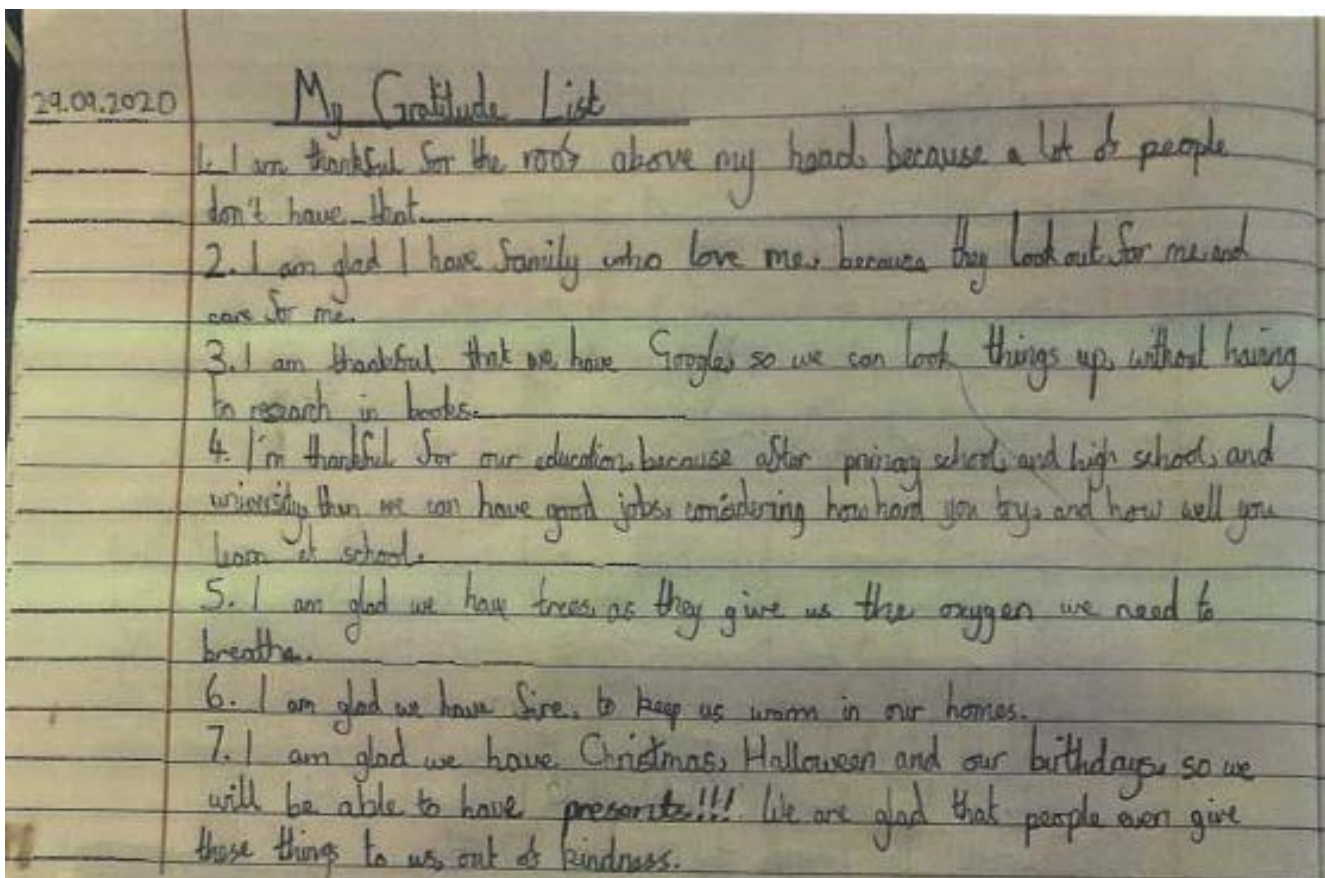 29.09.2020 My Gratitude List
1. I am thankful for the roof above my head, because a lot of people
don't have that.
2. I am glad I have family who love me, because they look out for me, and
care for me.
3. I am thankful that we have Google, so we can look things up, without having
to research in books.
4. I'm thankful for our education, because after primary school, and high school, and
university, then we can have good jobs, considering how hard you try, and how well you
learn at school.
5. I am glad we have trees, as they give us the oxygen we need to
breathe.
6. I am glad we have fire, to keep us warm in our homes.
7. I am glad we have Christmas, Halloween and our birthdays, so we
will be able to have presents!!! We are glad that people even give
these things to us, out of kindness.